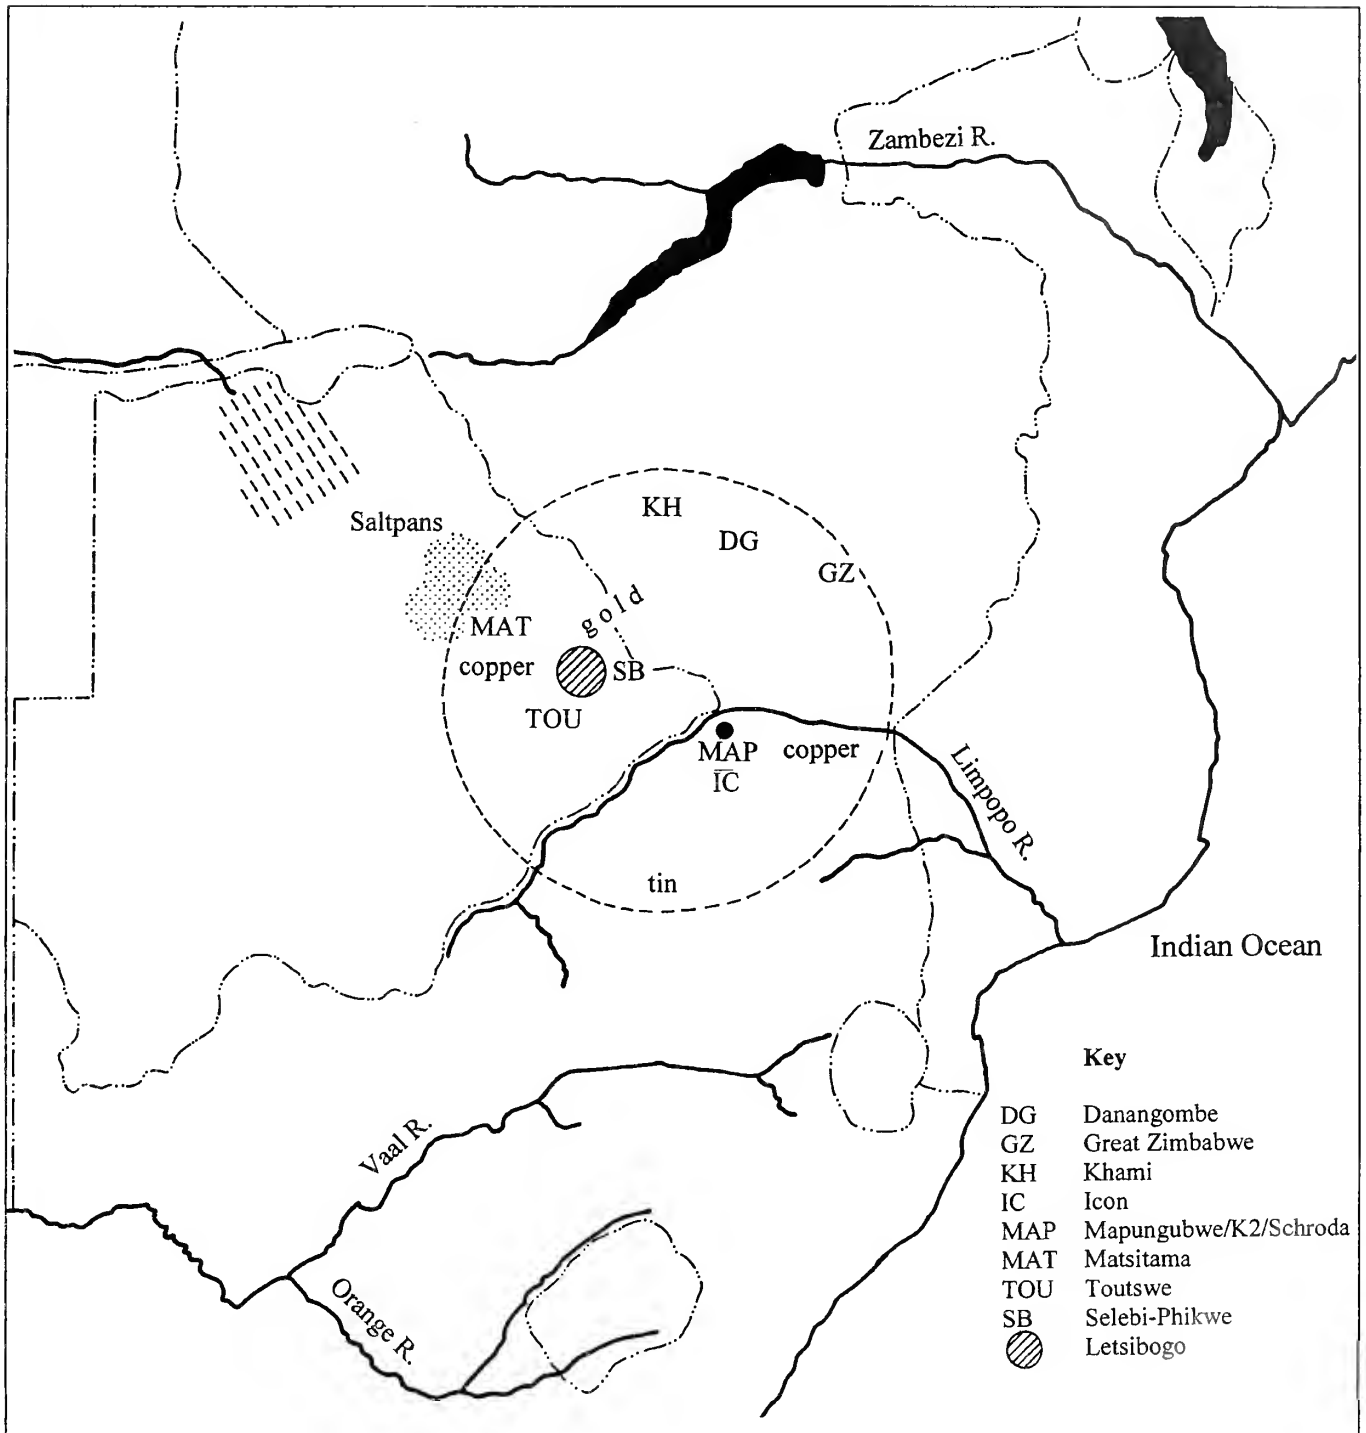 Zambezi R.
KH
Saltpans
DG
GZ
gold
MAT
copper
SB
TOU
MAP
copper
IC
Limpopo R.
tin
Indian Ocean
Key
DG Danangombe
GZ Great Zimbabwe
KH Khami
IC Icon
MAP Mapungubwe/K2/Schroda
MAT Matsitama
TOU Toutswe
SB Selebi-Phikwe
Letsibogo
Vaal R.
Orange R.